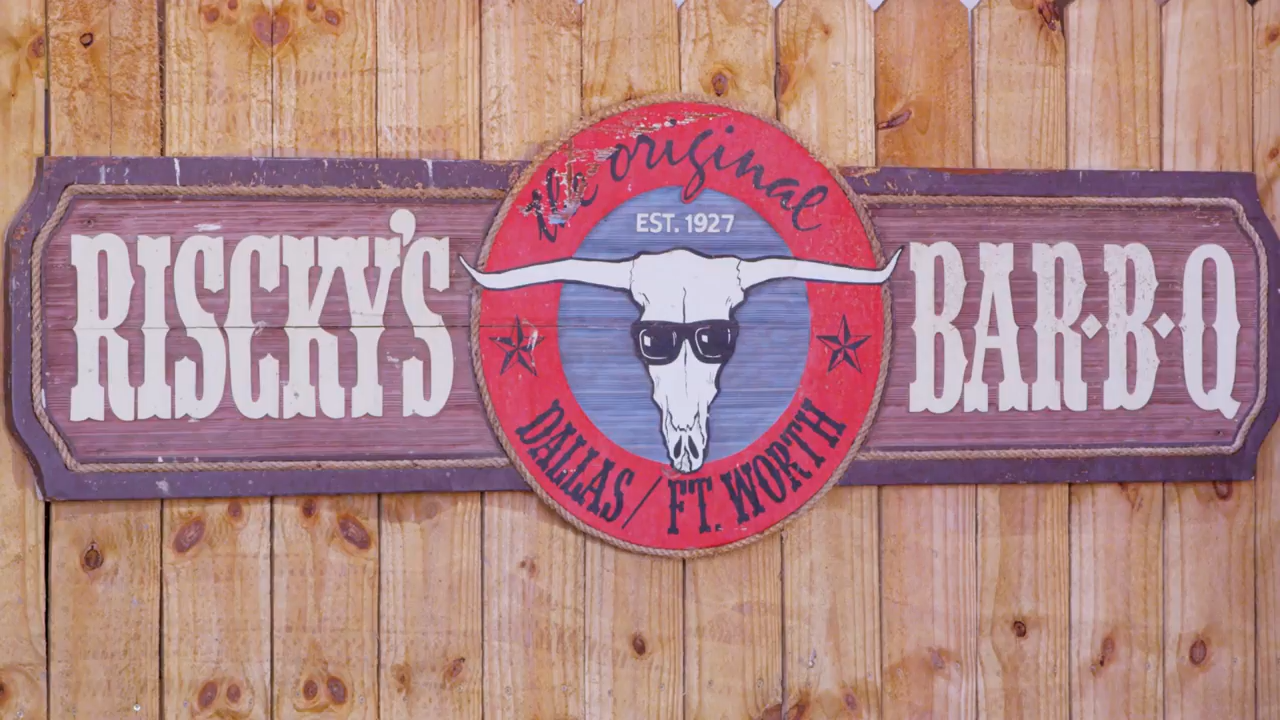 the original
EST. 1927
RISCKY'S
BAR·B·Q
DALLAS / FT. WORTH